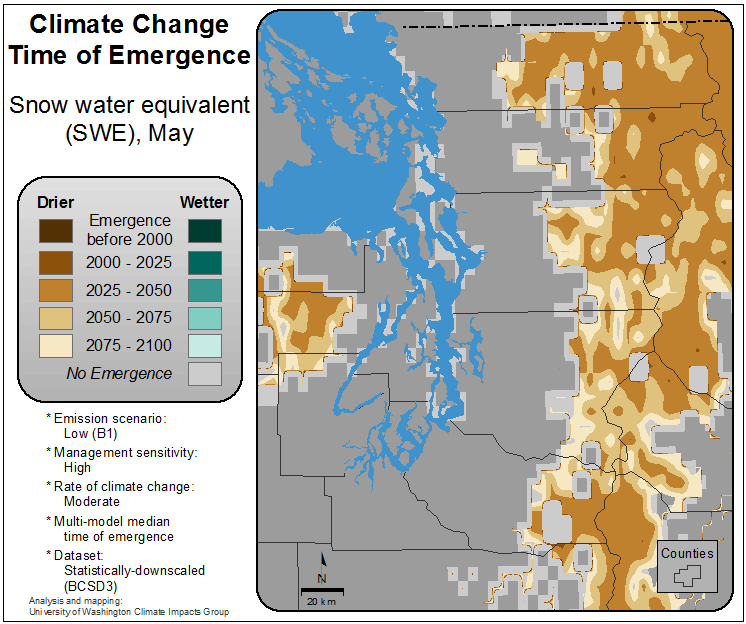 Climate Change
Time of Emergence
Snow water equivalent
(SWE), May
Drier Wetter
Emergence
before 2000
2000 - 2025
2025 - 2050
2050 - 2075
2075 - 2100
No Emergence
* Emission scenario:
Low (B1)
* Management sensitivity:
High
* Rate of climate change:
Moderate
* Multi-model median
time of emergence
* Dataset:
Statistically-downscaled
(BCSD3)
Analysis and mapping:
University of Washington Climate Impacts Group
N
20 km
Counties